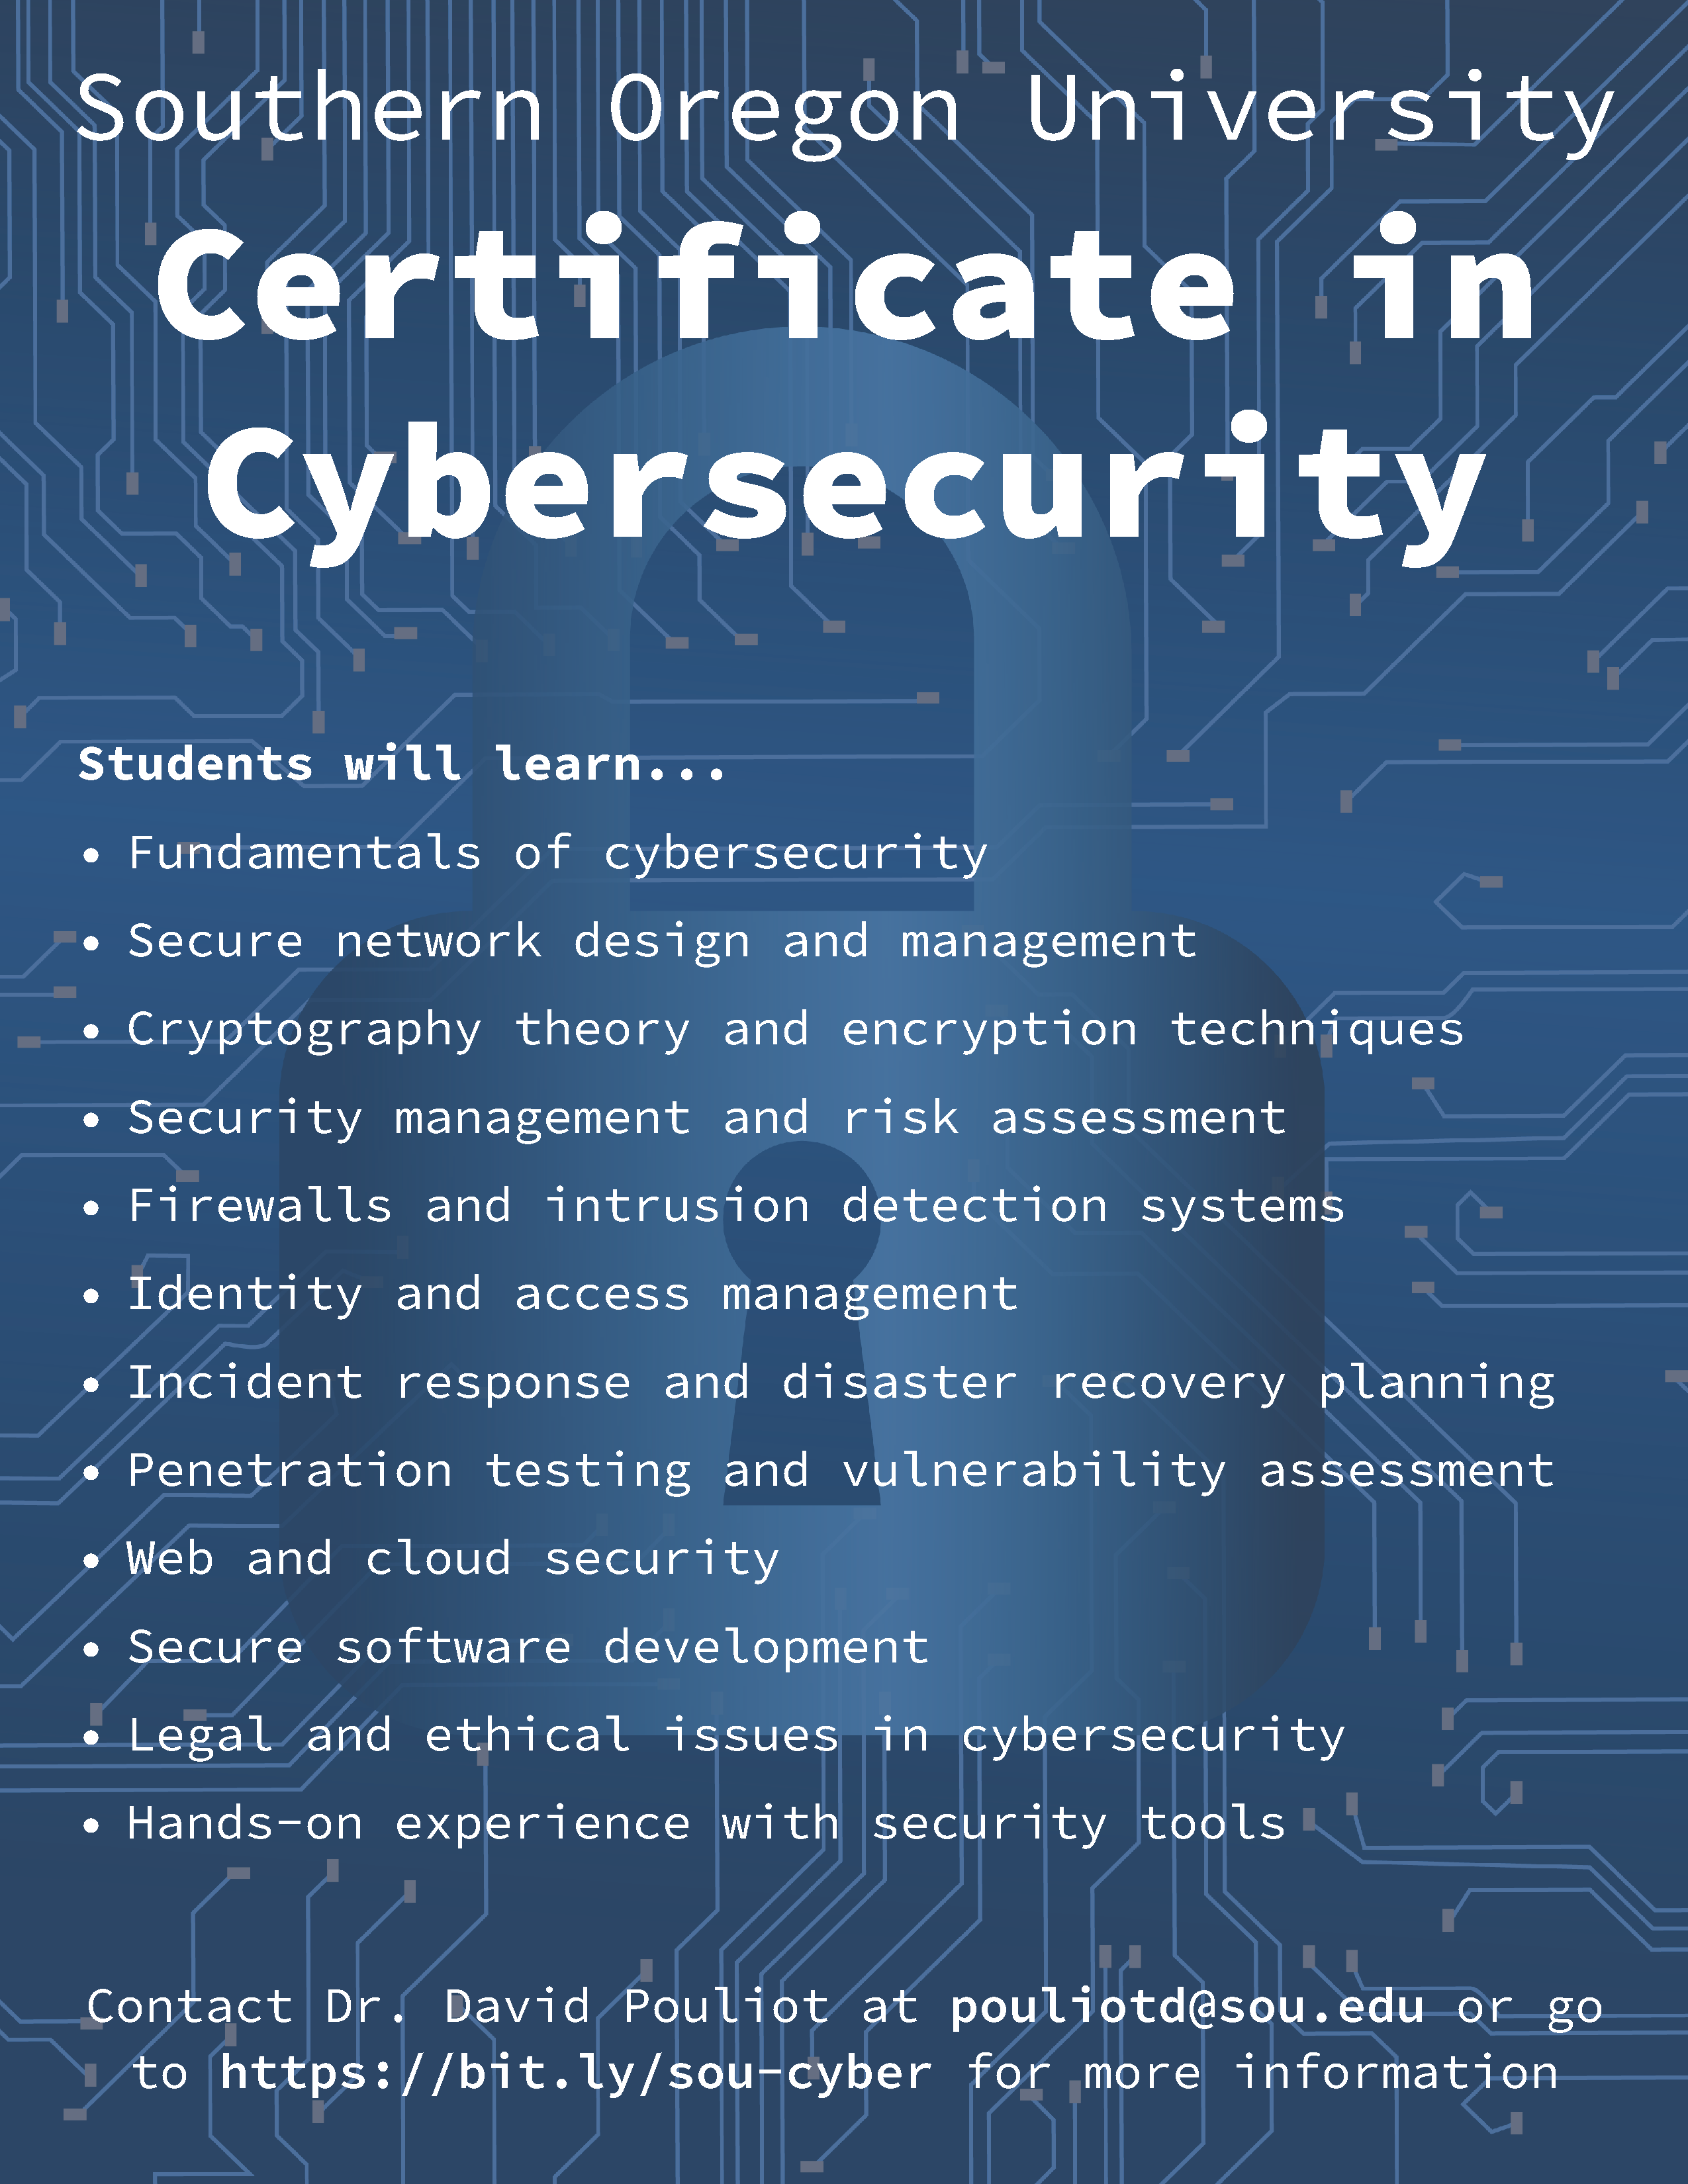 Southern Oregon University
Certificate in
Cybersecurity
Students will learn...
• Fundamentals of cybersecurity
• Secure network design and management
• Cryptography theory and encryption techniques
• Security management and risk assessment
• Firewalls and intrusion detection systems
• Identity and access management
• Incident response and disaster recovery planning
• Penetration testing and vulnerability assessment
• Web and cloud security
• Secure software development
• Legal and ethical issues in cybersecurity
• Hands-on experience with security tools
Contact Dr. David Pouliot at pouliotd@sou.edu or go
to https://bit.ly/sou-cyber for more information